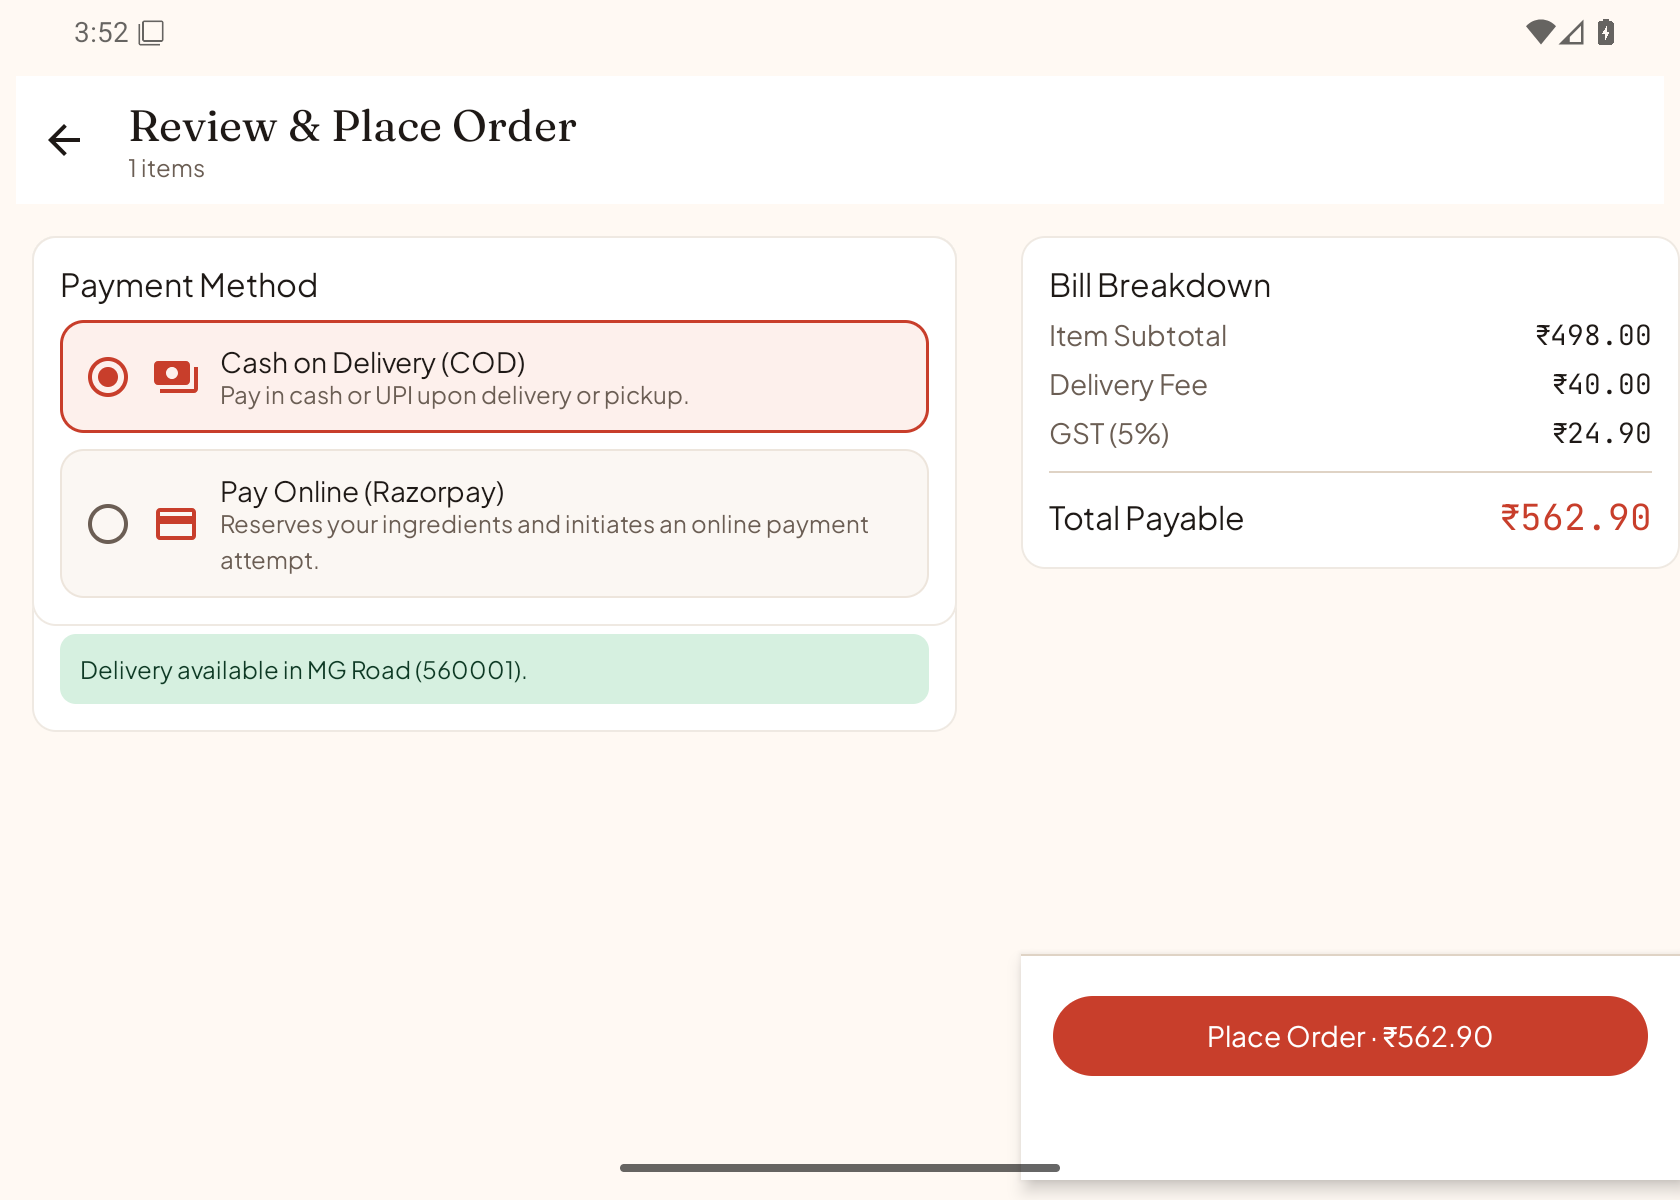 3:52
Review & Place Order
1 items
Payment Method
Cash on Delivery (COD)
Pay in cash or UPI upon delivery or pickup.
Pay Online (Razorpay)
Reserves your ingredients and initiates an online payment
attempt.
Delivery available in MG Road (560001).
Bill Breakdown
Item Subtotal ₹498.00
Delivery Fee ₹40.00
GST (5%) ₹24.90
Total Payable ₹562.90
Place Order · ₹562.90